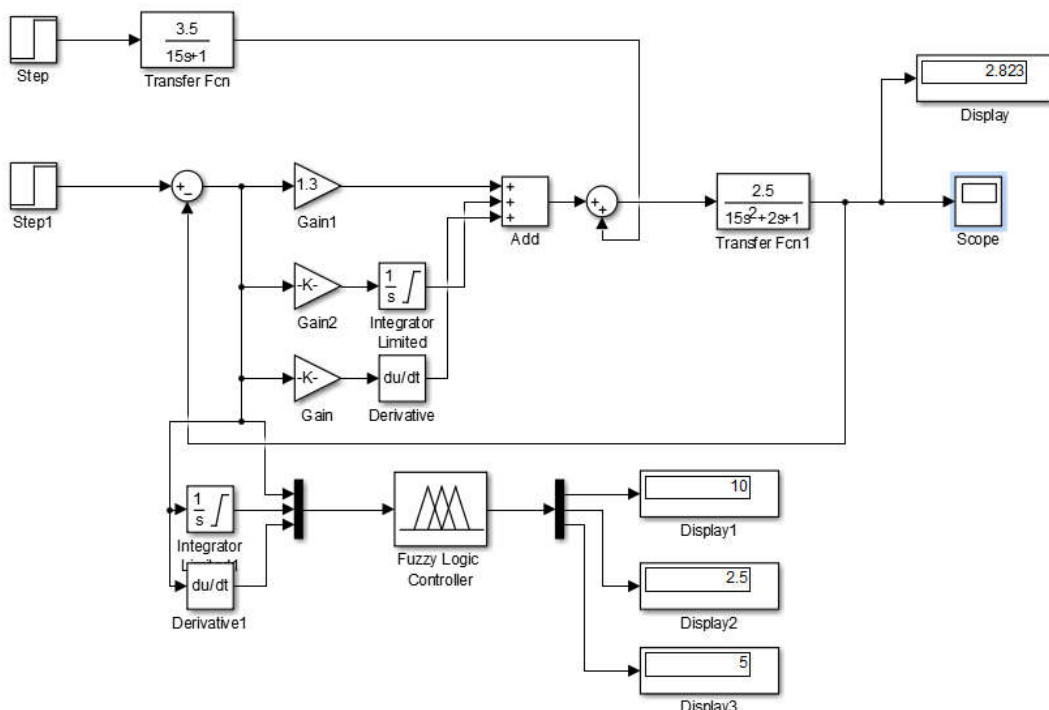 3.5
15s+1
Step
Transfer Fcn
2.823
Display
+
−
1.3
+
+
+
+
+
2.5
15s²+2s+1
Step1
Gain1
Add
Transfer Fcn1
Scope
-K-
1
s
Gain2
Integrator
Limited
-K-
du/dt
Gain
Derivative
1
s
10
Display1
Integrator
Fuzzy Logic
Controller
du/dt
2.5
Derivative1
Display2
5
Display3